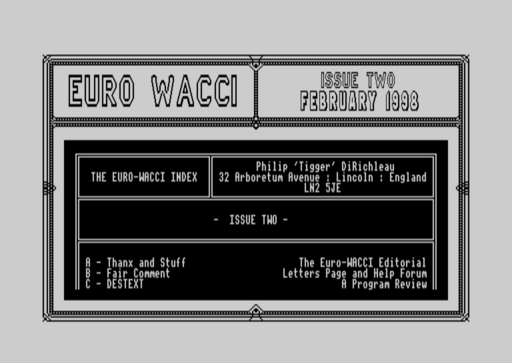 EURO WACCI
ISSUE TWO
FEBRUARY 1998
THE EURO-WACCI INDEX
Philip 'Tigger' DiRichleau
32 Arboretum Avenue : Lincoln : England
LN2 5JE
- ISSUE TWO -
A - Thanx and Stuff The Euro-WACCI Editorial
B - Fair Comment Letters Page and Help Forum
C - DESTEXT A Program Review